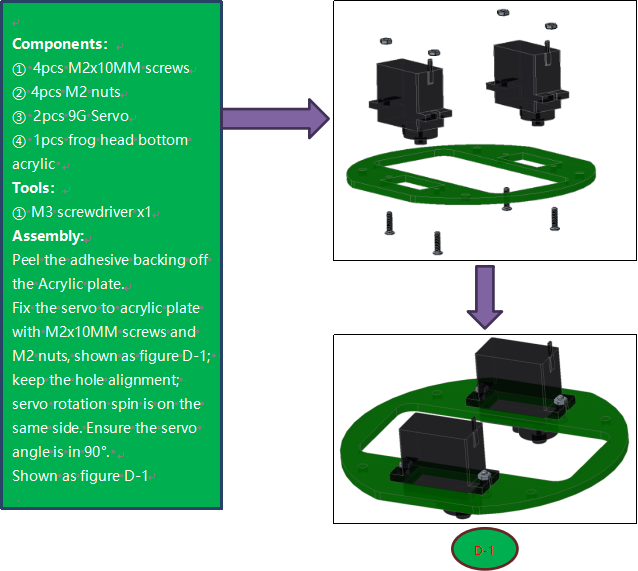 Components:
① 4pcs M2x10MM screws
② 4pcs M2 nuts
③ 2pcs 9G Servo
④ 1pcs frog head bottom
acrylic
Tools:
① M3 screwdriver x1
Assembly:
Peel the adhesive backing off
the Acrylic plate.
Fix the servo to acrylic plate
with M2x10MM screws and
M2 nuts, shown as figure D-1;
keep the hole alignment;
servo rotation spin is on the
same side. Ensure the servo
angle is in 90°.
Shown as figure D-1
D-1